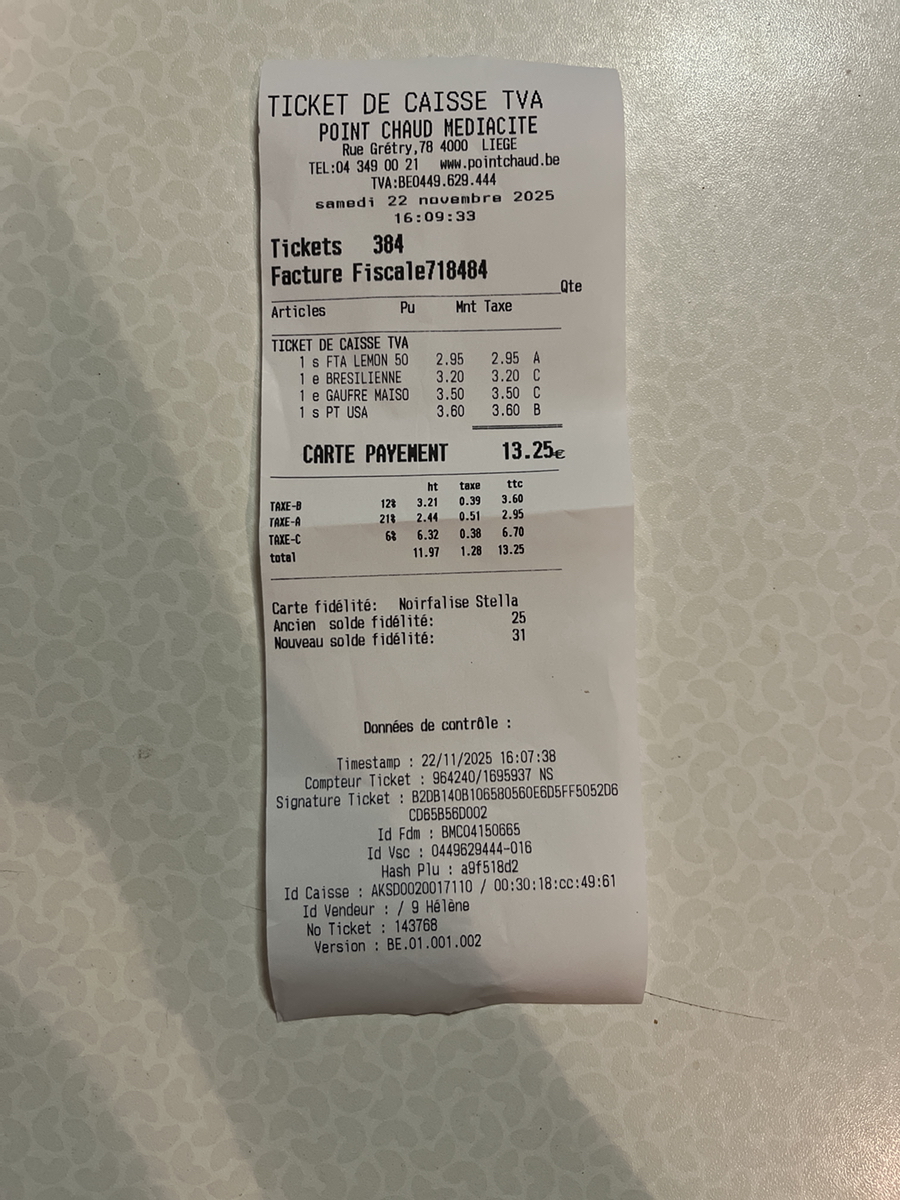 TICKET DE CAISSE TVA
POINT CHAUD MEDIACITE
Rue Grétry,78 4000 LIEGE
TEL:04 349 00 21 www.pointchaud.be
TVA:BE0449.629.444
samedi 22 novembre 2025
16:09:33
Tickets 384
Facture Fiscale718484
Qte
Articles Pu Mnt Taxe
TICKET DE CAISSE TVA
1 s FTA LEMON 50 2.95 2.95 A
1 e BRESILIENNE 3.20 3.20 C
1 e GAUFRE MAISO 3.50 3.50 C
1 s PT USA 3.60 3.60 B
CARTE PAYEMENT 13.25€
ht taxe ttc
TAXE-B 12% 3.21 0.39 3.60
TAXE-A 21% 2.44 0.51 2.95
TAXE-C 6% 6.32 0.38 6.70
total 11.97 1.28 13.25
Carte fidélité: Noirfalise Stella
Ancien solde fidélité: 25
Nouveau solde fidélité: 31
Données de contrôle :
Timestamp : 22/11/2025 16:07:38
Compteur Ticket : 964240/1695937 NS
Signature Ticket : B2DB140B106580560E6D5FF5052D6
CD65B56D002
Id Fdm : BMC04150665
Id Vsc : 0449629444-016
Hash Plu : a9f518d2
Id Caisse : AKSD0020017110 / 00:30:18:cc:49:61
Id Vendeur : / 9 Hélène
No Ticket : 143768
Version : BE.01.001.002